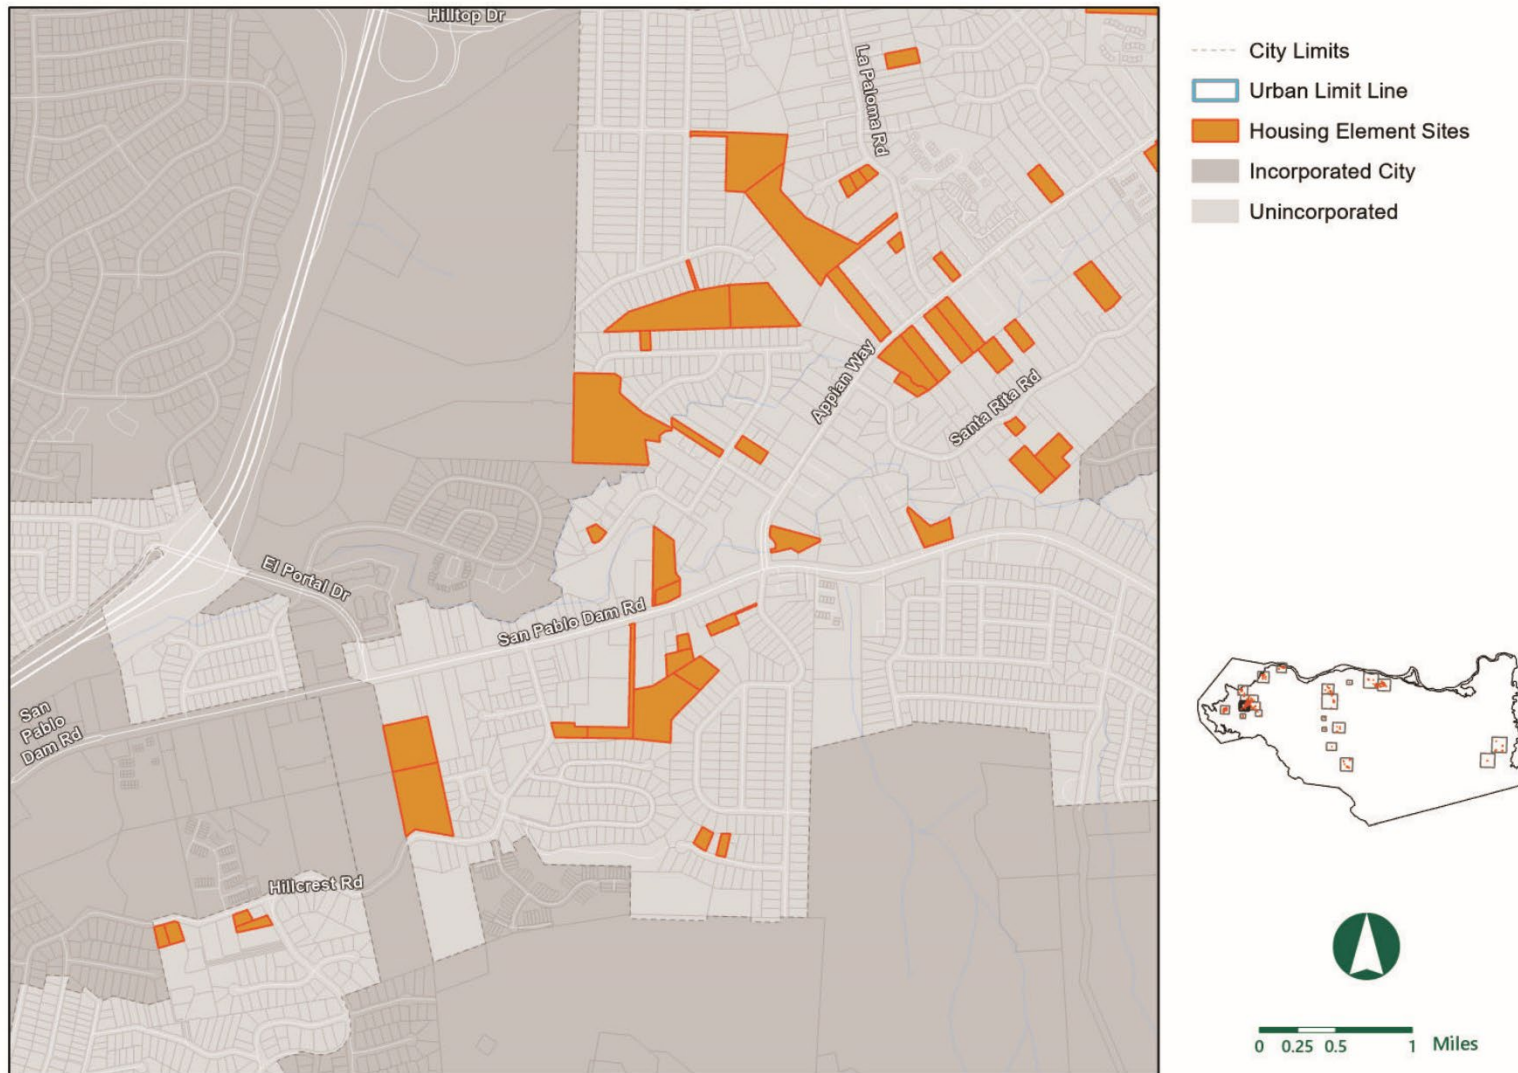 Hilltop Dr
La Paloma Rd
Appian Way
Santa Rita Rd
El Portal Dr
San Pablo Dam Rd
San
Pablo
Dam Rd
Hillcrest Rd
City Limits
Urban Limit Line
Housing Element Sites
Incorporated City
Unincorporated
0 0.25 0.5 1 Miles